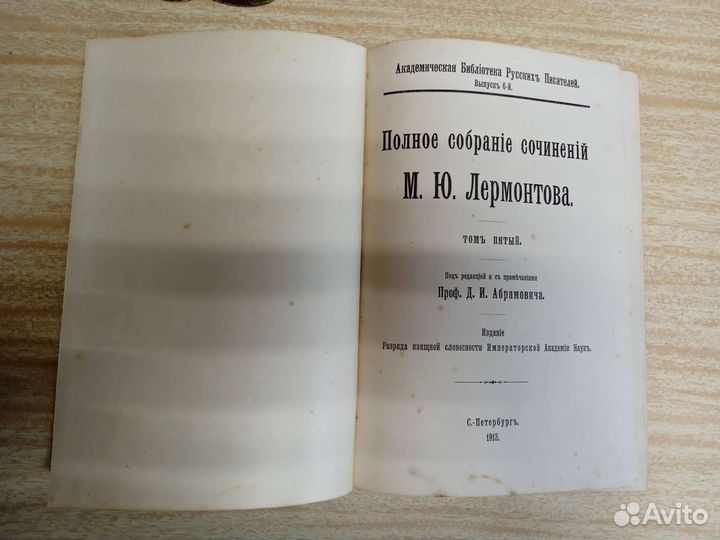 Академическая Библіотека Русскихъ Писателей.
Выпускъ 6-й.
Полное собраніе сочиненій
М. Ю. Лермонтова.
ТОМЪ ПЯТЫЙ.
Подъ редакціей и съ примѣчаніями
Проф. Д. И. Абрамовича.
Изданіе
Разряда изящной словесности Императорской Академіи Наукъ.
С.-Петербургъ.
1913.
Avito